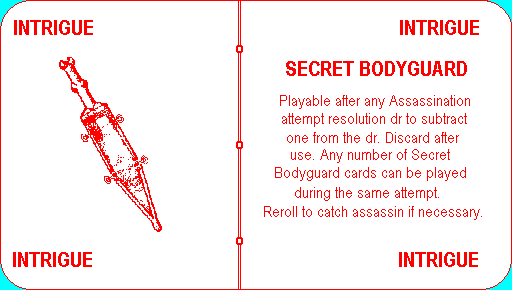 INTRIGUE
INTRIGUE
SECRET BODYGUARD
Playable after any Assassination
attempt resolution dr to subtract
one from the dr. Discard after
use. Any number of Secret
Bodyguard cards can be played
during the same attempt.
Reroll to catch assassin if necessary.
INTRIGUE
INTRIGUE